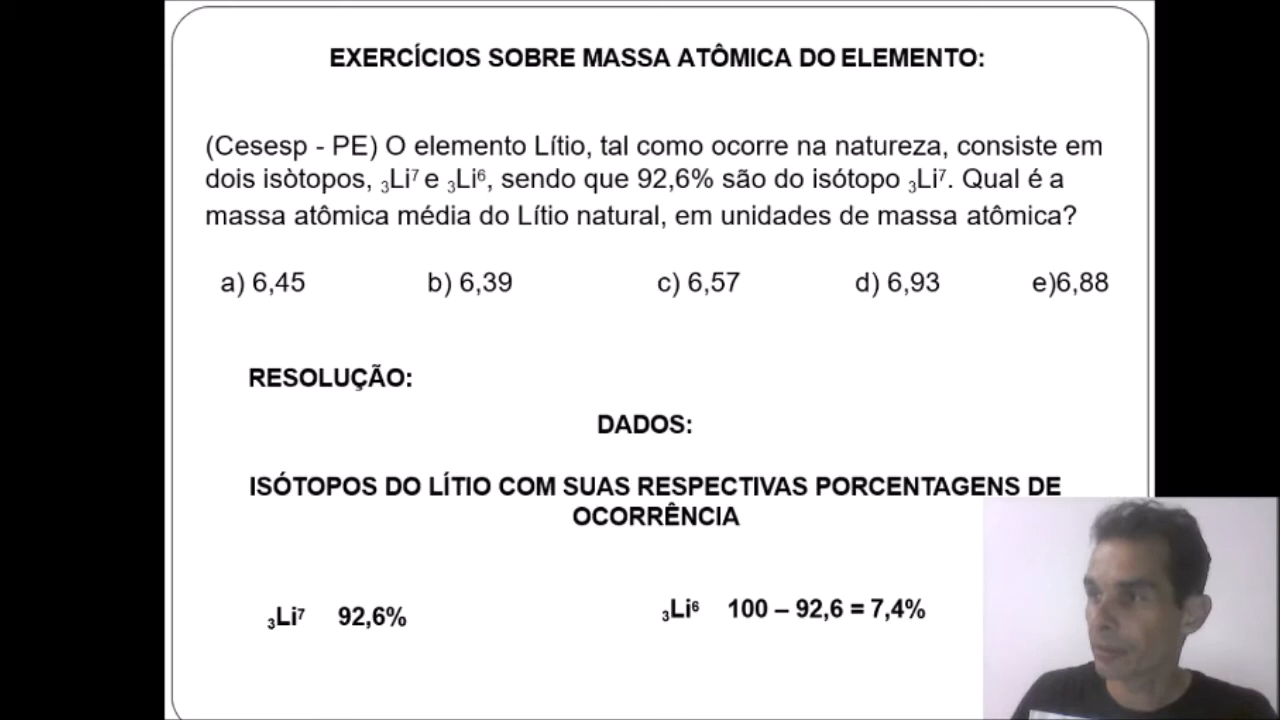 EXERCÍCIOS SOBRE MASSA ATÔMICA DO ELEMENTO:
(Cesesp - PE) O elemento Lítio, tal como ocorre na natureza, consiste em
dois isòtopos, ₃Li⁷ e ₃Li⁶, sendo que 92,6% são do isótopo ₃Li⁷. Qual é a
massa atômica média do Lítio natural, em unidades de massa atômica?
a) 6,45 b) 6,39 c) 6,57 d) 6,93 e)6,88
RESOLUÇÃO:
DADOS:
ISÓTOPOS DO LÍTIO COM SUAS RESPECTIVAS PORCENTAGENS DE
OCORRÊNCIA
₃Li⁷ 92,6% ₃Li⁶ 100 – 92,6 = 7,4%